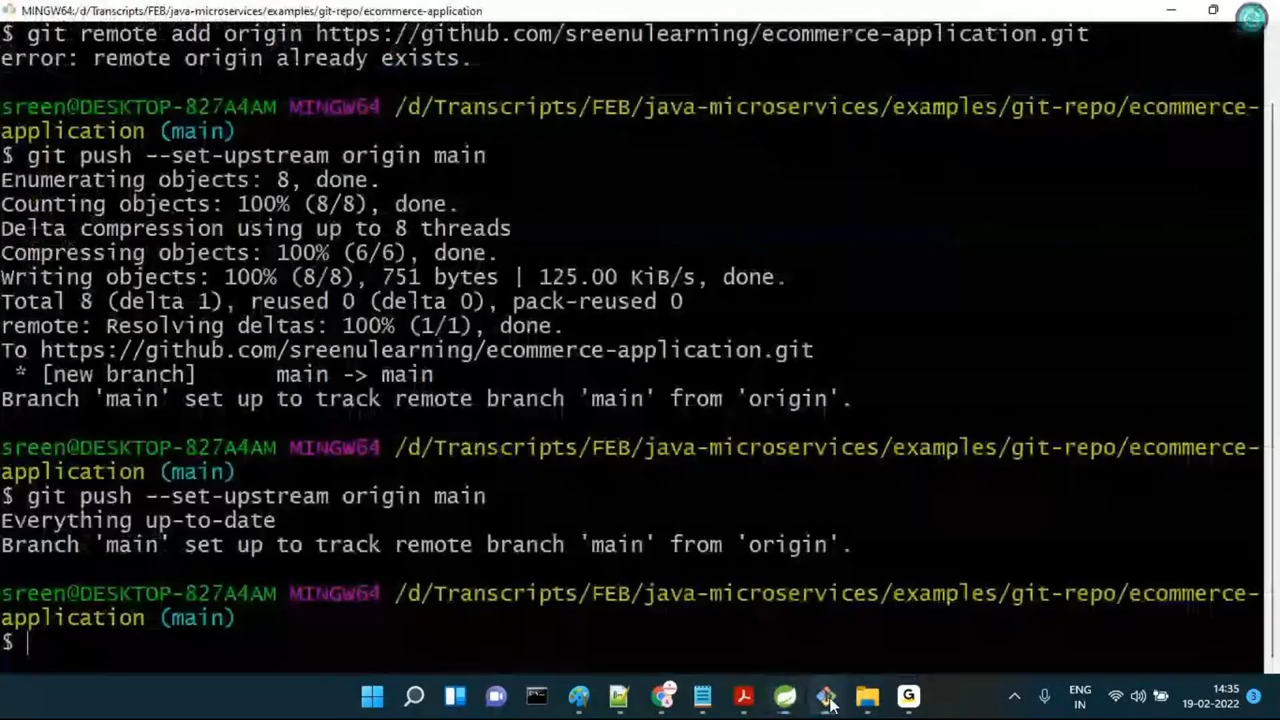 MINGW64:/d/Transcripts/FEB/java-microservices/examples/git-repo/ecommerce-application
$ git remote add origin https://github.com/sreenulearning/ecommerce-application.git
error: remote origin already exists.
sreen@DESKTOP-827A4AM MINGW64 /d/Transcripts/FEB/java-microservices/examples/git-repo/ecommerce-
application (main)
$ git push --set-upstream origin main
Enumerating objects: 8, done.
Counting objects: 100% (8/8), done.
Delta compression using up to 8 threads
Compressing objects: 100% (6/6), done.
Writing objects: 100% (8/8), 751 bytes | 125.00 KiB/s, done.
Total 8 (delta 1), reused 0 (delta 0), pack-reused 0
remote: Resolving deltas: 100% (1/1), done.
To https://github.com/sreenulearning/ecommerce-application.git
 * [new branch]      main -> main
Branch 'main' set up to track remote branch 'main' from 'origin'.
sreen@DESKTOP-827A4AM MINGW64 /d/Transcripts/FEB/java-microservices/examples/git-repo/ecommerce-
application (main)
$ git push --set-upstream origin main
Everything up-to-date
Branch 'main' set up to track remote branch 'main' from 'origin'.
sreen@DESKTOP-827A4AM MINGW64 /d/Transcripts/FEB/java-microservices/examples/git-repo/ecommerce-
application (main)
$
G
ENG
IN
14:35
19-02-2022
3